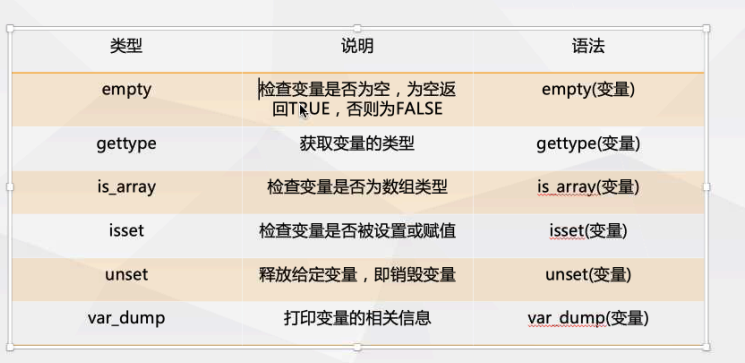 类型 说明 语法
empty 检查变量是否为空，为空返 empty(变量)
回TRUE，否则为FALSE
gettype 获取变量的类型 gettype(变量)
is_array 检查变量是否为数组类型 is_array(变量)
isset 检查变量是否被设置或赋值 isset(变量)
unset 释放给定变量，即销毁变量 unset(变量)
var_dump 打印变量的相关信息 var_dump(变量)